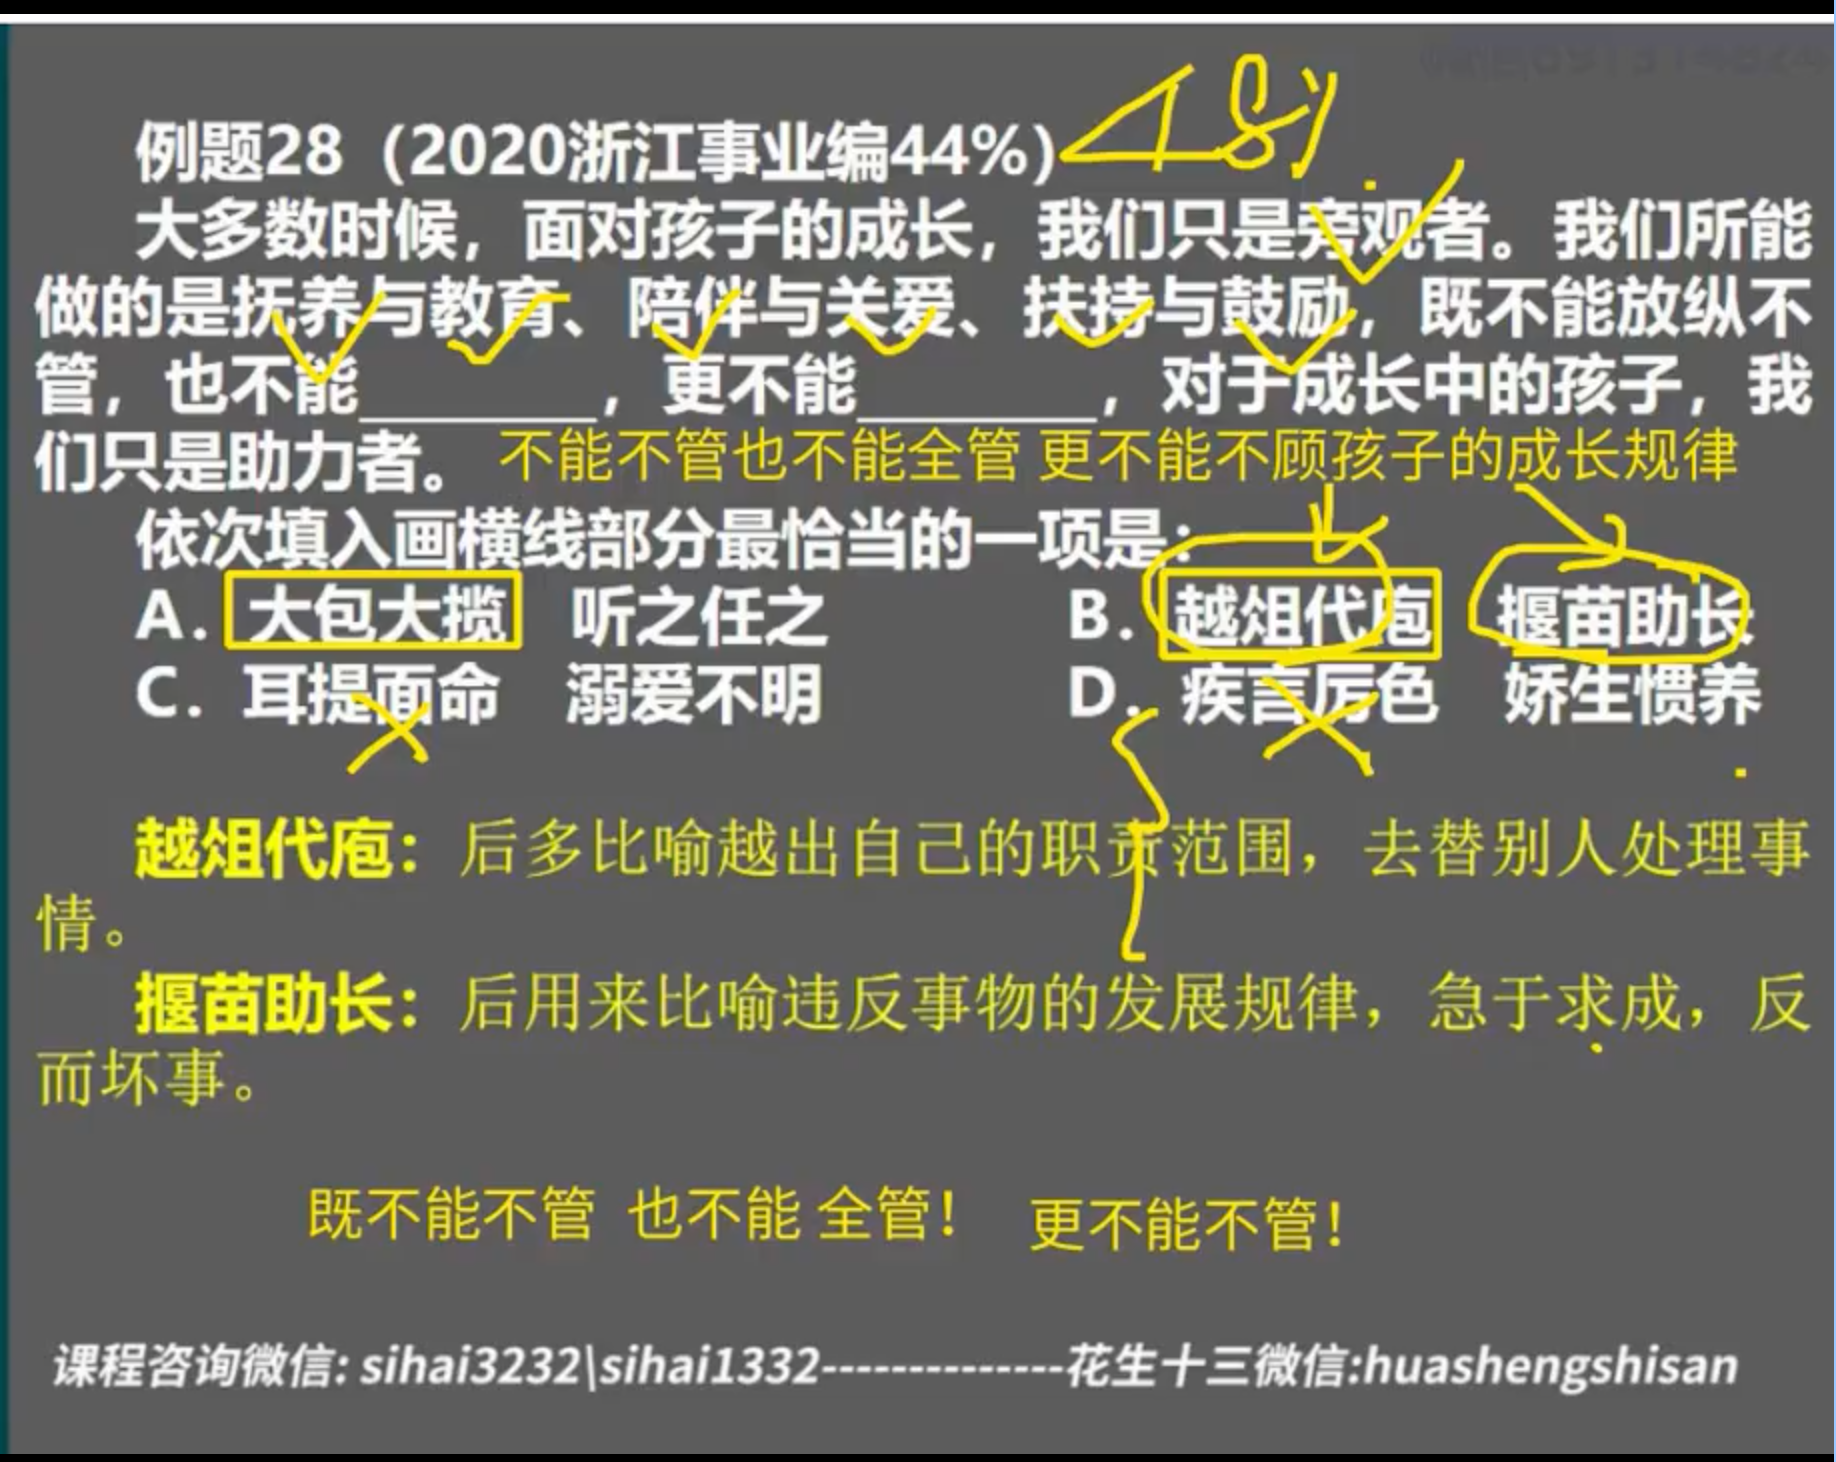 例题28（2020浙江事业编44%）48%
大多数时候，面对孩子的成长，我们只是旁观者。我们所能
做的是抚养与教育、陪伴与关爱、扶持与鼓励，既不能放纵不
管，也不能________，更不能________，对于成长中的孩子，我
们只是助力者。 不能不管也不能全管 更不能不顾孩子的成长规律
依次填入画横线部分最恰当的一项是：
A. 大包大揽 听之任之 B. 越俎代庖 揠苗助长
C. 耳提面命 溺爱不明 D. 疾言厉色 娇生惯养
越俎代庖：后多比喻越出自己的职责范围，去替别人处理事
情。
揠苗助长：后用来比喻违反事物的发展规律，急于求成，反
而坏事。
既不能不管 也不能 全管！ 更不能不管！
课程咨询微信: sihai3232\sihai1332--------------花生十三微信:huashengshisan